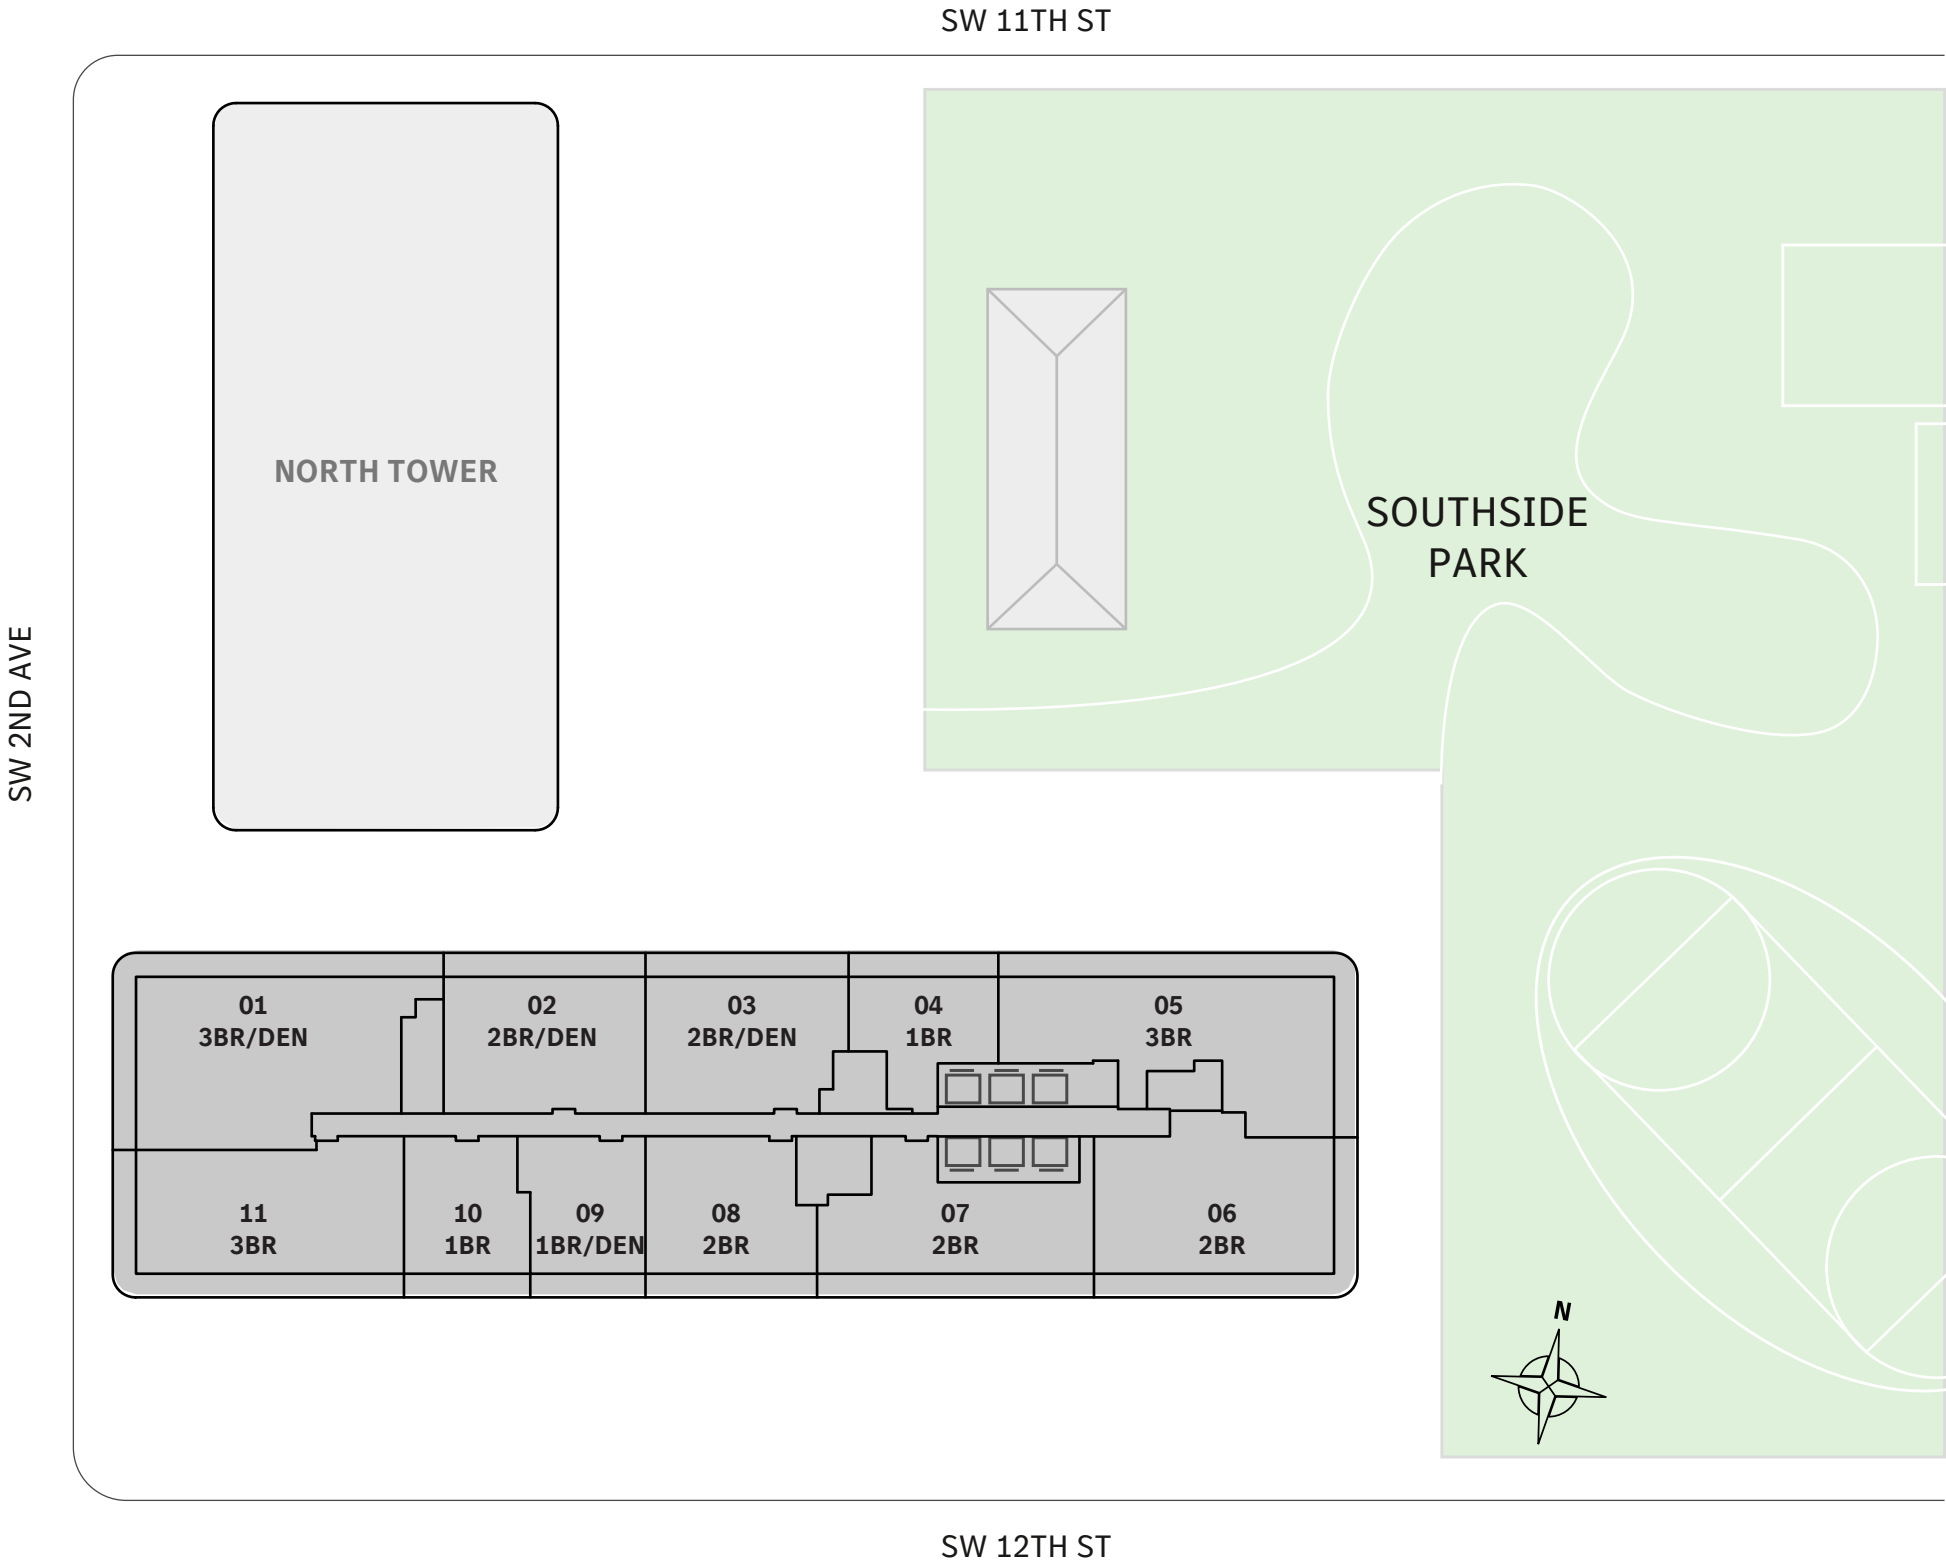 SW 11TH ST
NORTH TOWER
SOUTHSIDE
PARK
SW 2ND AVE
01
3BR/DEN
02
2BR/DEN
03
2BR/DEN
04
1BR
05
3BR
11
3BR
10
1BR
09
1BR/DEN
08
2BR
07
2BR
06
2BR
N
SW 12TH ST